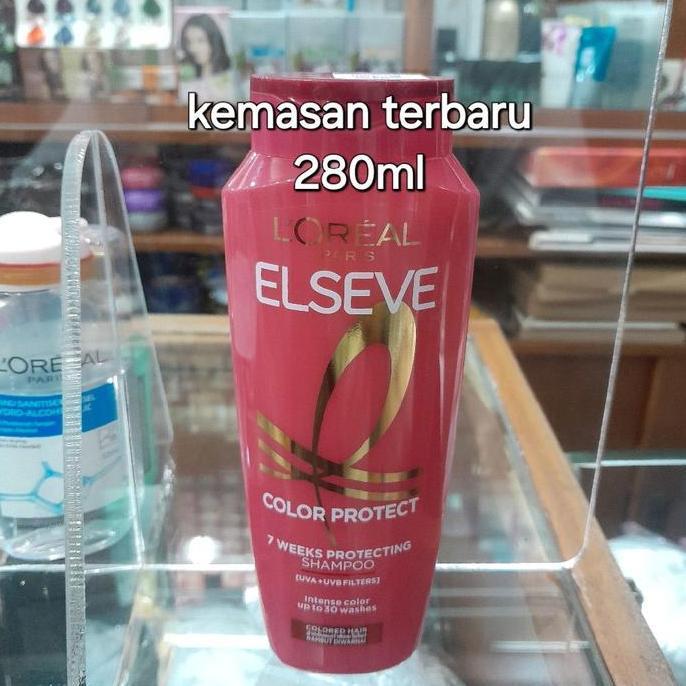 kemasan terbaru
280ml
L'ORÉAL
PARIS
ELSEVE
COLOR PROTECT
7 WEEKS PROTECTING
SHAMPOO
[UVA+UVB FILTERS]
Intense color
up to 30 washes
COLORED HAIR
RAMBUT DIWARNAI
L'ORÉAL
PARIS